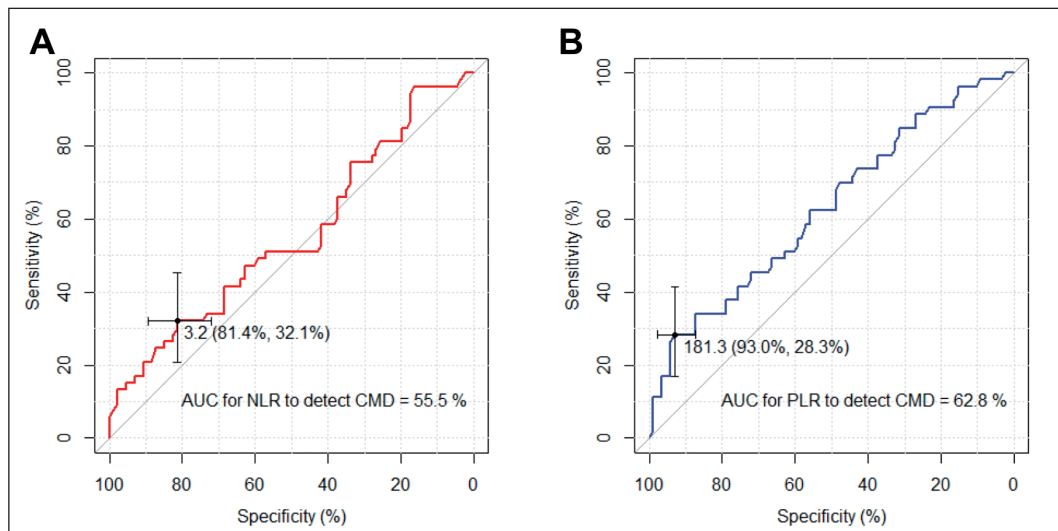 A
100
80
60
40
20
0
Sensitivity (%)
3.2 (81.4%, 32.1%)
AUC for NLR to detect CMD = 55.5 %
100 80 60 40 20 0
Specificity (%)
B
100
80
60
40
20
0
Sensitivity (%)
181.3 (93.0%, 28.3%)
AUC for PLR to detect CMD = 62.8 %
100 80 60 40 20 0
Specificity (%)